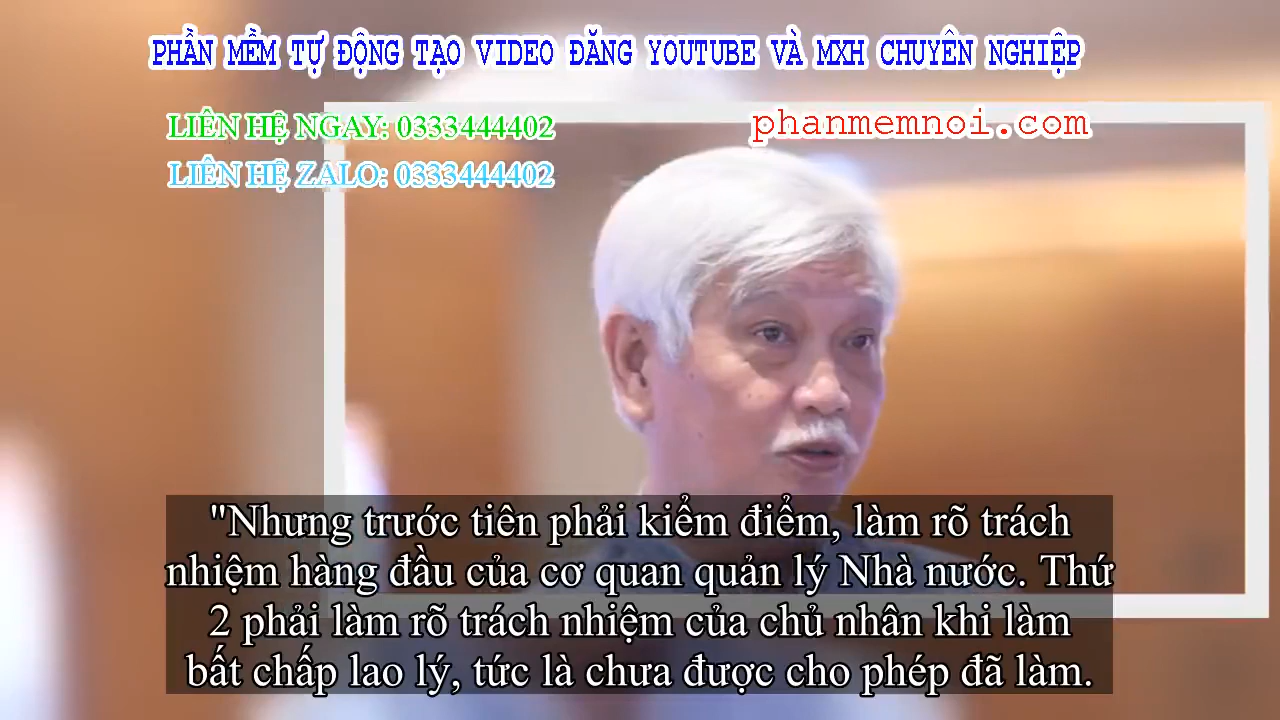 PHẦN MỀM TỰ ĐỘNG TẠO VIDEO ĐĂNG YOUTUBE VÀ MXH CHUYÊN NGHIỆP
LIÊN HỆ NGAY: 0333444402
phanmemnoi.com
LIÊN HỆ ZALO: 0333444402
"Nhưng trước tiên phải kiểm điểm, làm rõ trách
nhiệm hàng đầu của cơ quan quản lý Nhà nước. Thứ
2 phải làm rõ trách nhiệm của chủ nhân khi làm
bất chấp lao lý, tức là chưa được cho phép đã làm.